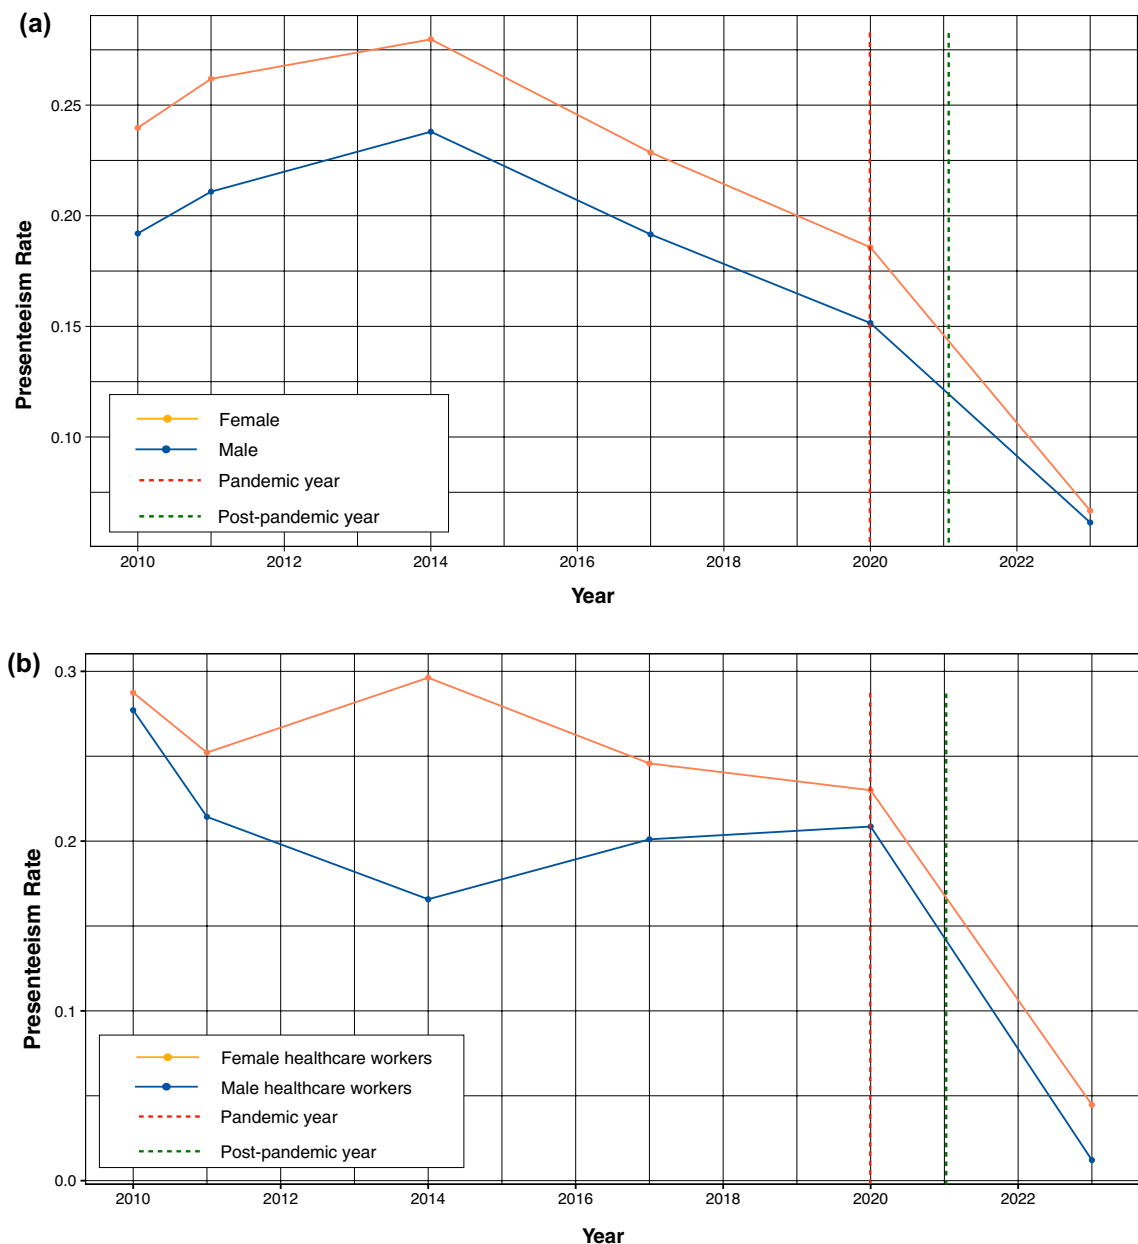 (a)
0.25
0.20
0.15
0.10
Presenteeism Rate
Female
Male
Pandemic year
Post-pandemic year
2010 2012 2014 2016 2018 2020 2022
Year
(b)
0.3
0.2
0.1
0.0
Presenteeism Rate
Female healthcare workers
Male healthcare workers
Pandemic year
Post-pandemic year
2010 2012 2014 2016 2018 2020 2022
Year